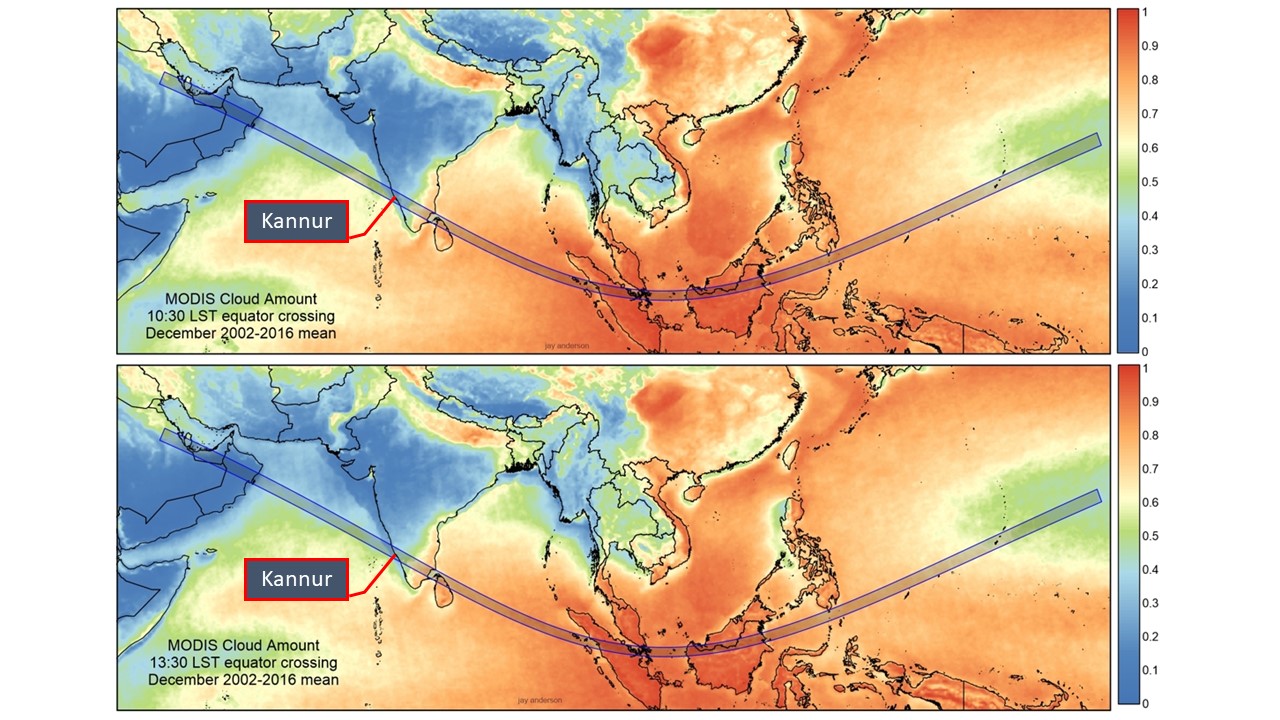 1
0.9
0.8
0.7
0.6
0.5
0.4
0.3
0.2
0.1
0
Kannur
MODIS Cloud Amount
10:30 LST equator crossing
December 2002-2016 mean
jay anderson
1
0.9
0.8
0.7
0.6
0.5
0.4
0.3
0.2
0.1
0
Kannur
MODIS Cloud Amount
13:30 LST equator crossing
December 2002-2016 mean
jay anderson